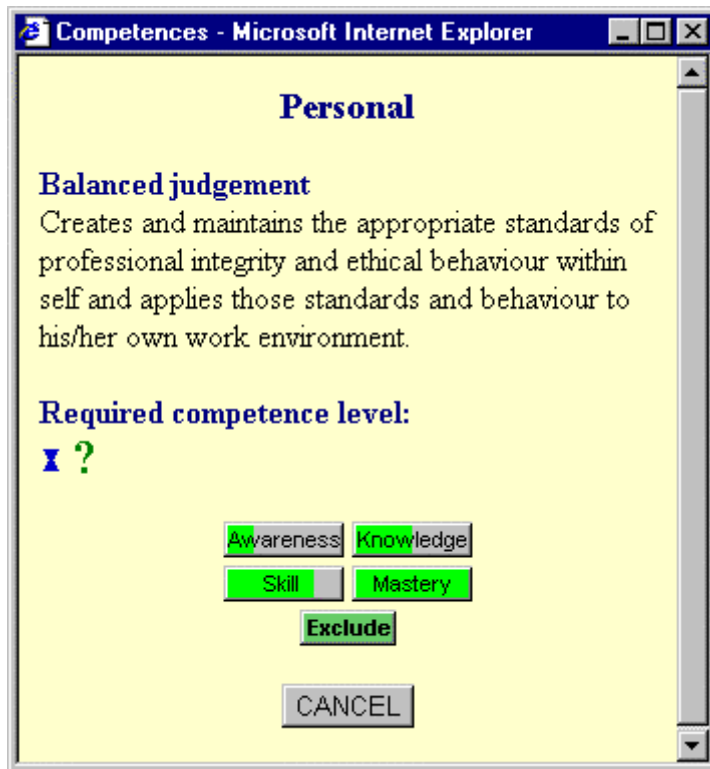 Competences - Microsoft Internet Explorer
Personal
Balanced judgement
Creates and maintains the appropriate standards of
professional integrity and ethical behaviour within
self and applies those standards and behaviour to
his/her own work environment.
Required competence level:
?
Awareness Knowledge
Skill Mastery
Exclude
CANCEL